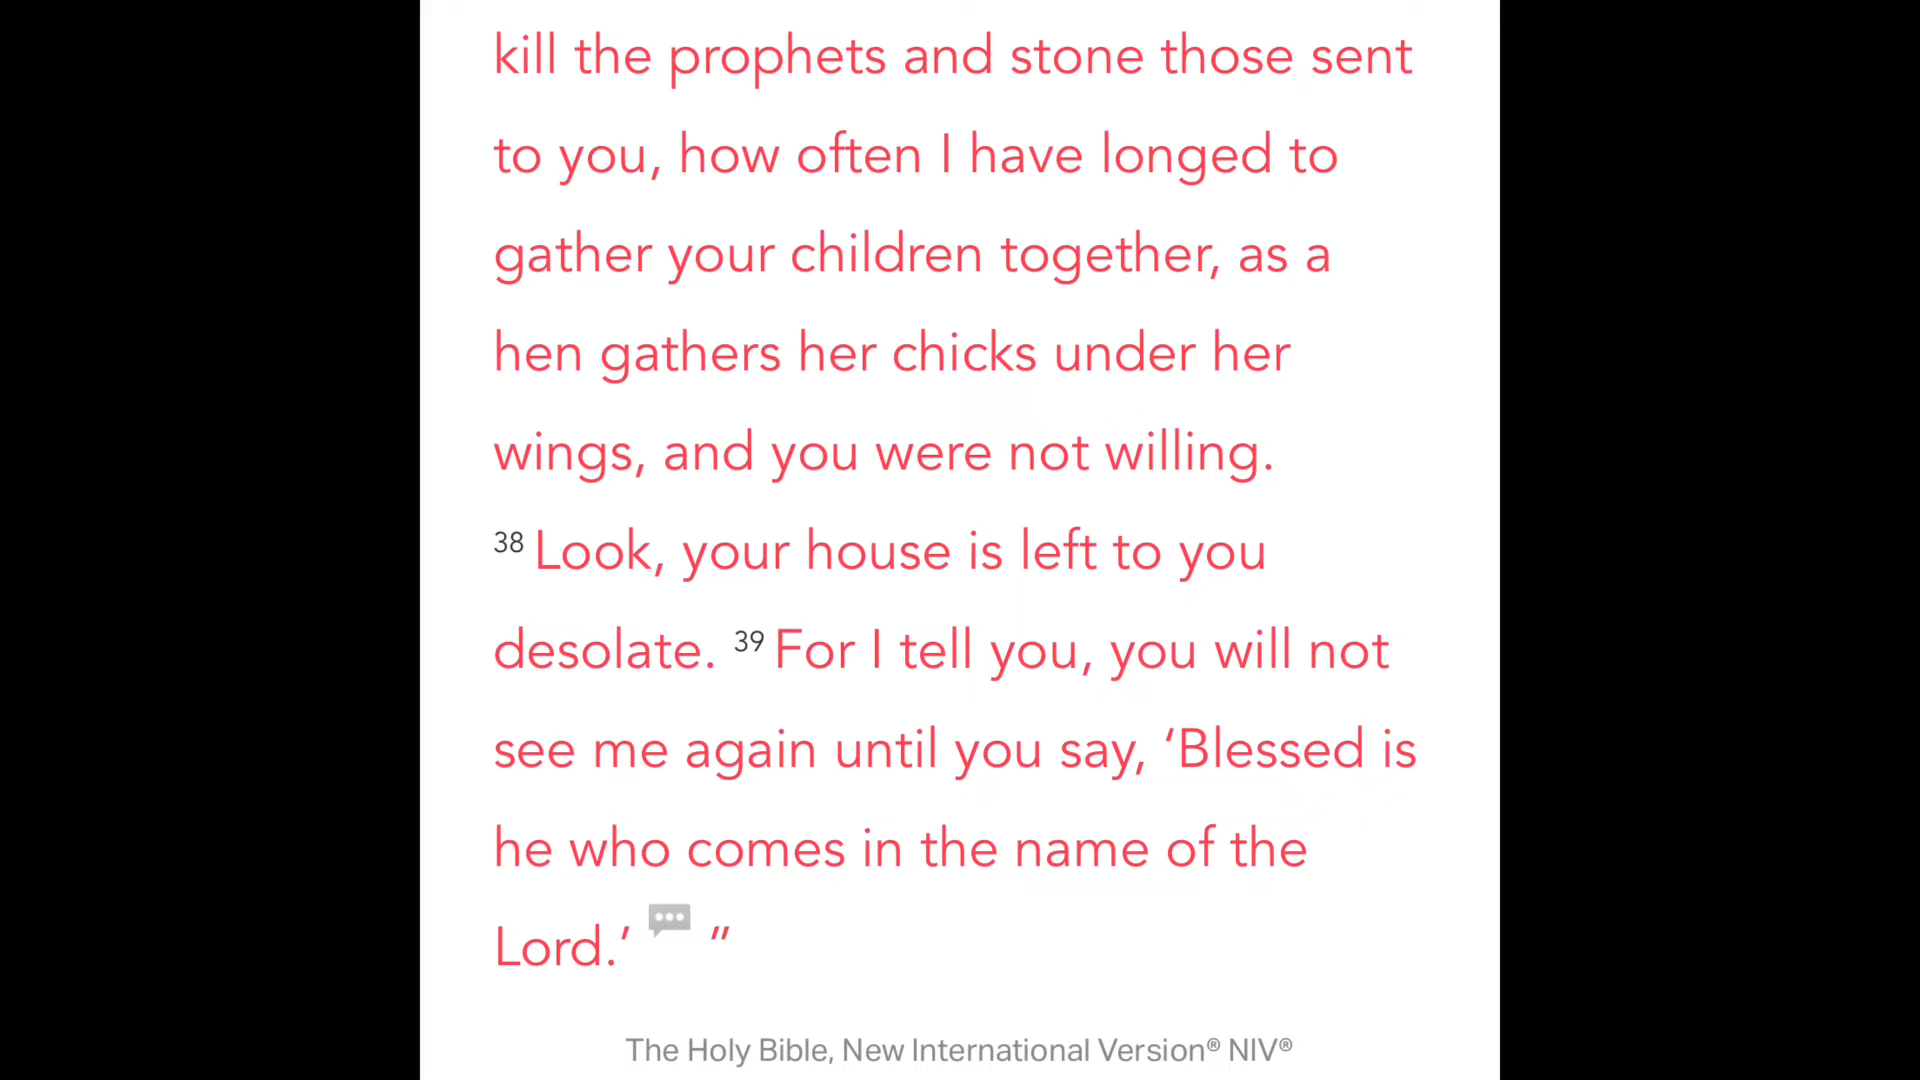 kill the prophets and stone those sent
to you, how often I have longed to
gather your children together, as a
hen gathers her chicks under her
wings, and you were not willing.
38 Look, your house is left to you
desolate. 39 For I tell you, you will not
see me again until you say, ‘Blessed is
he who comes in the name of the
Lord.’ ”
The Holy Bible, New International Version® NIV®